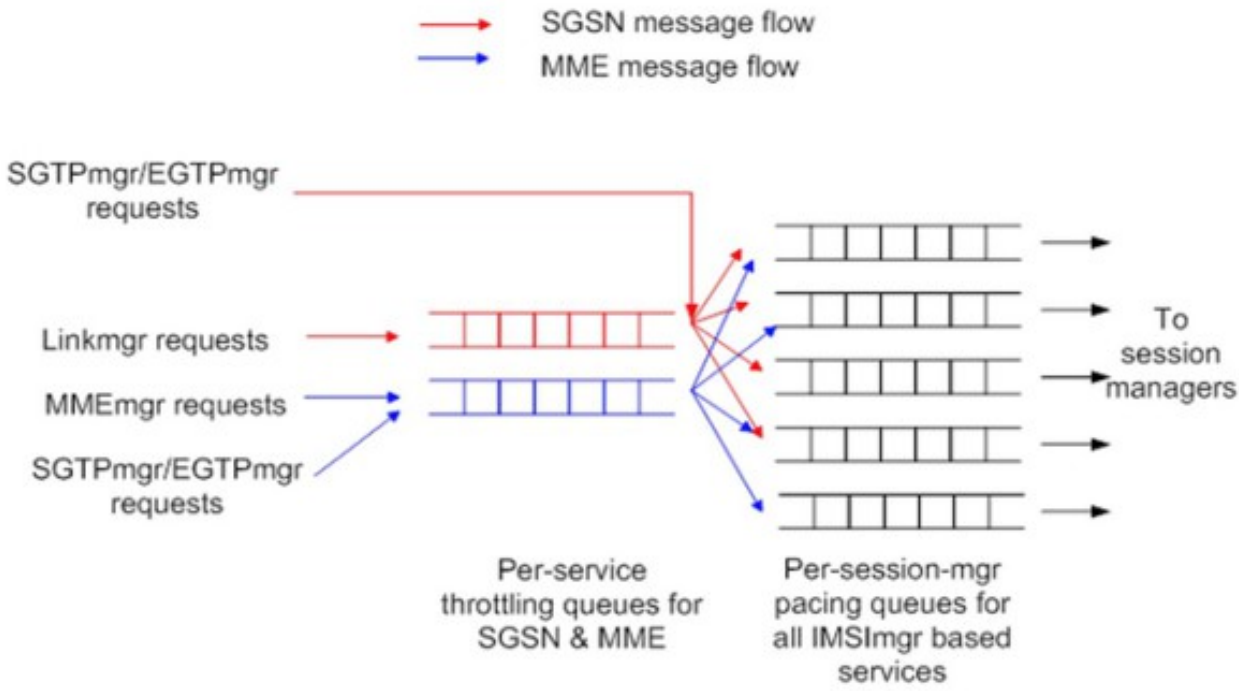 SGSN message flow
MME message flow
SGTPmgr/EGTPmgr
requests
Linkmgr requests
MMEmgr requests
SGTPmgr/EGTPmgr
requests
To
session
managers
Per-service
throttling queues for
SGSN & MME
Per-session-mgr
pacing queues for
all IMSImgr based
services